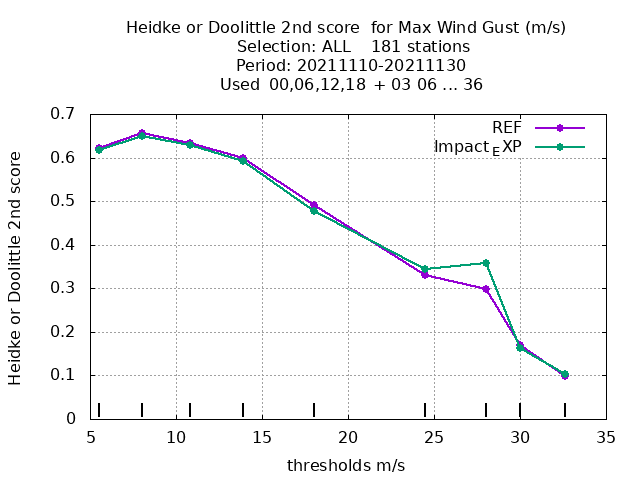 Heidke or Doolittle 2nd score  for Max Wind Gust (m/s)
Selection: ALL    181 stations
Period: 20211110-20211130
Used  00,06,12,18  + 03 06 ... 36
REF
Impact_EXP
Heidke or Doolittle 2nd score
0.7
0.6
0.5
0.4
0.3
0.2
0.1
0
5 10 15 20 25 30 35
thresholds m/s